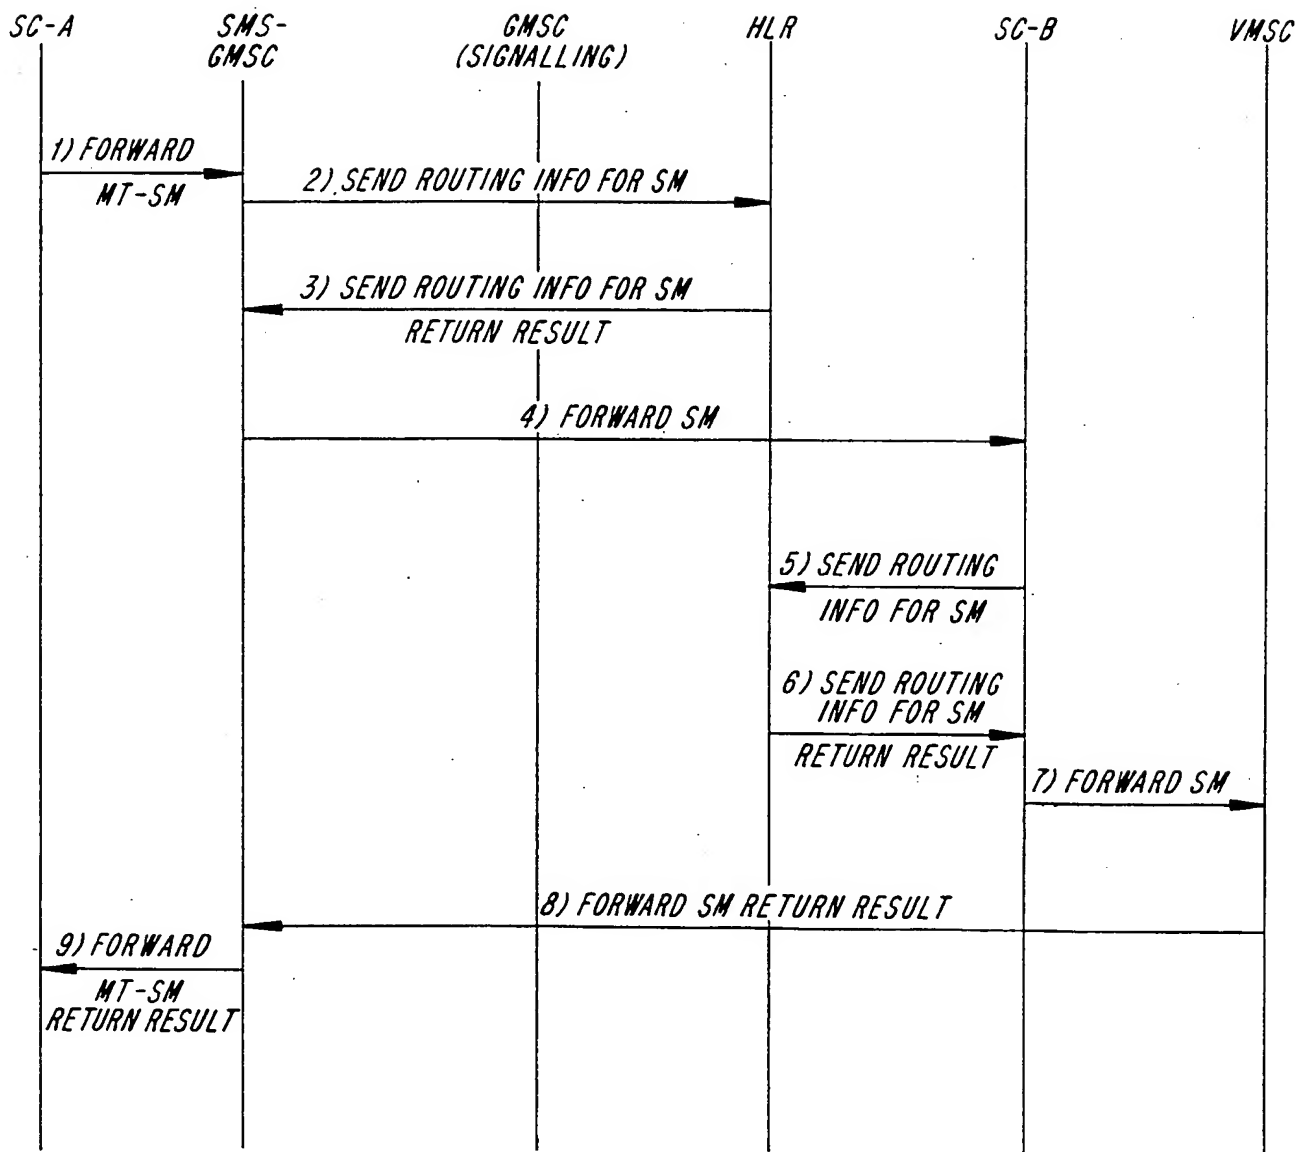 SC-A
SMS-
GMSC
GMSC
(SIGNALLING)
HLR
SC-B
VMSC
1) FORWARD
MT-SM
2) SEND ROUTING INFO FOR SM
3) SEND ROUTING INFO FOR SM
RETURN RESULT
4) FORWARD SM
5) SEND ROUTING
INFO FOR SM
6) SEND ROUTING
INFO FOR SM
RETURN RESULT
7) FORWARD SM
8) FORWARD SM RETURN RESULT
9) FORWARD
MT-SM
RETURN RESULT